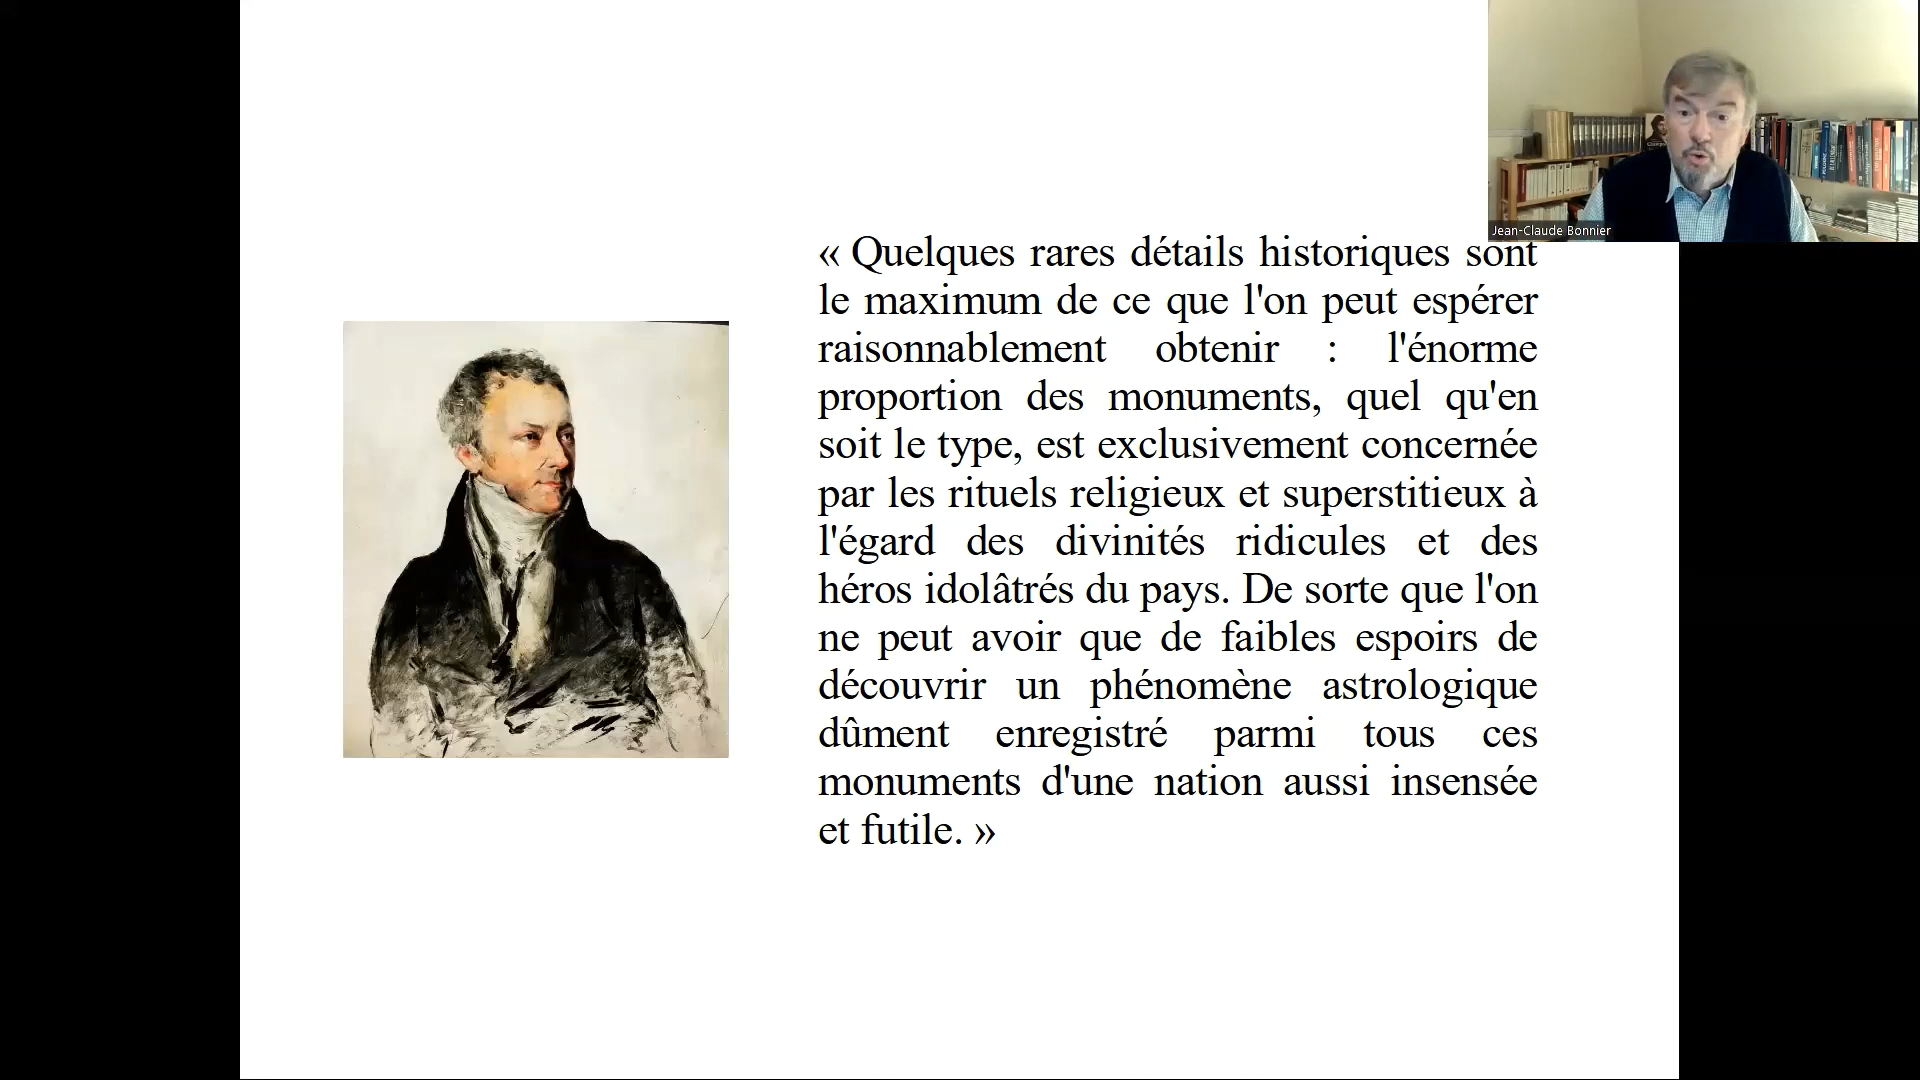 Jean-Claude Bonnier
« Quelques rares détails historiques sont
le maximum de ce que l'on peut espérer
raisonnablement obtenir : l'énorme
proportion des monuments, quel qu'en
soit le type, est exclusivement concernée
par les rituels religieux et superstitieux à
l'égard des divinités ridicules et des
héros idolâtrés du pays. De sorte que l'on
ne peut avoir que de faibles espoirs de
découvrir un phénomène astrologique
dûment enregistré parmi tous ces
monuments d'une nation aussi insensée
et futile. »